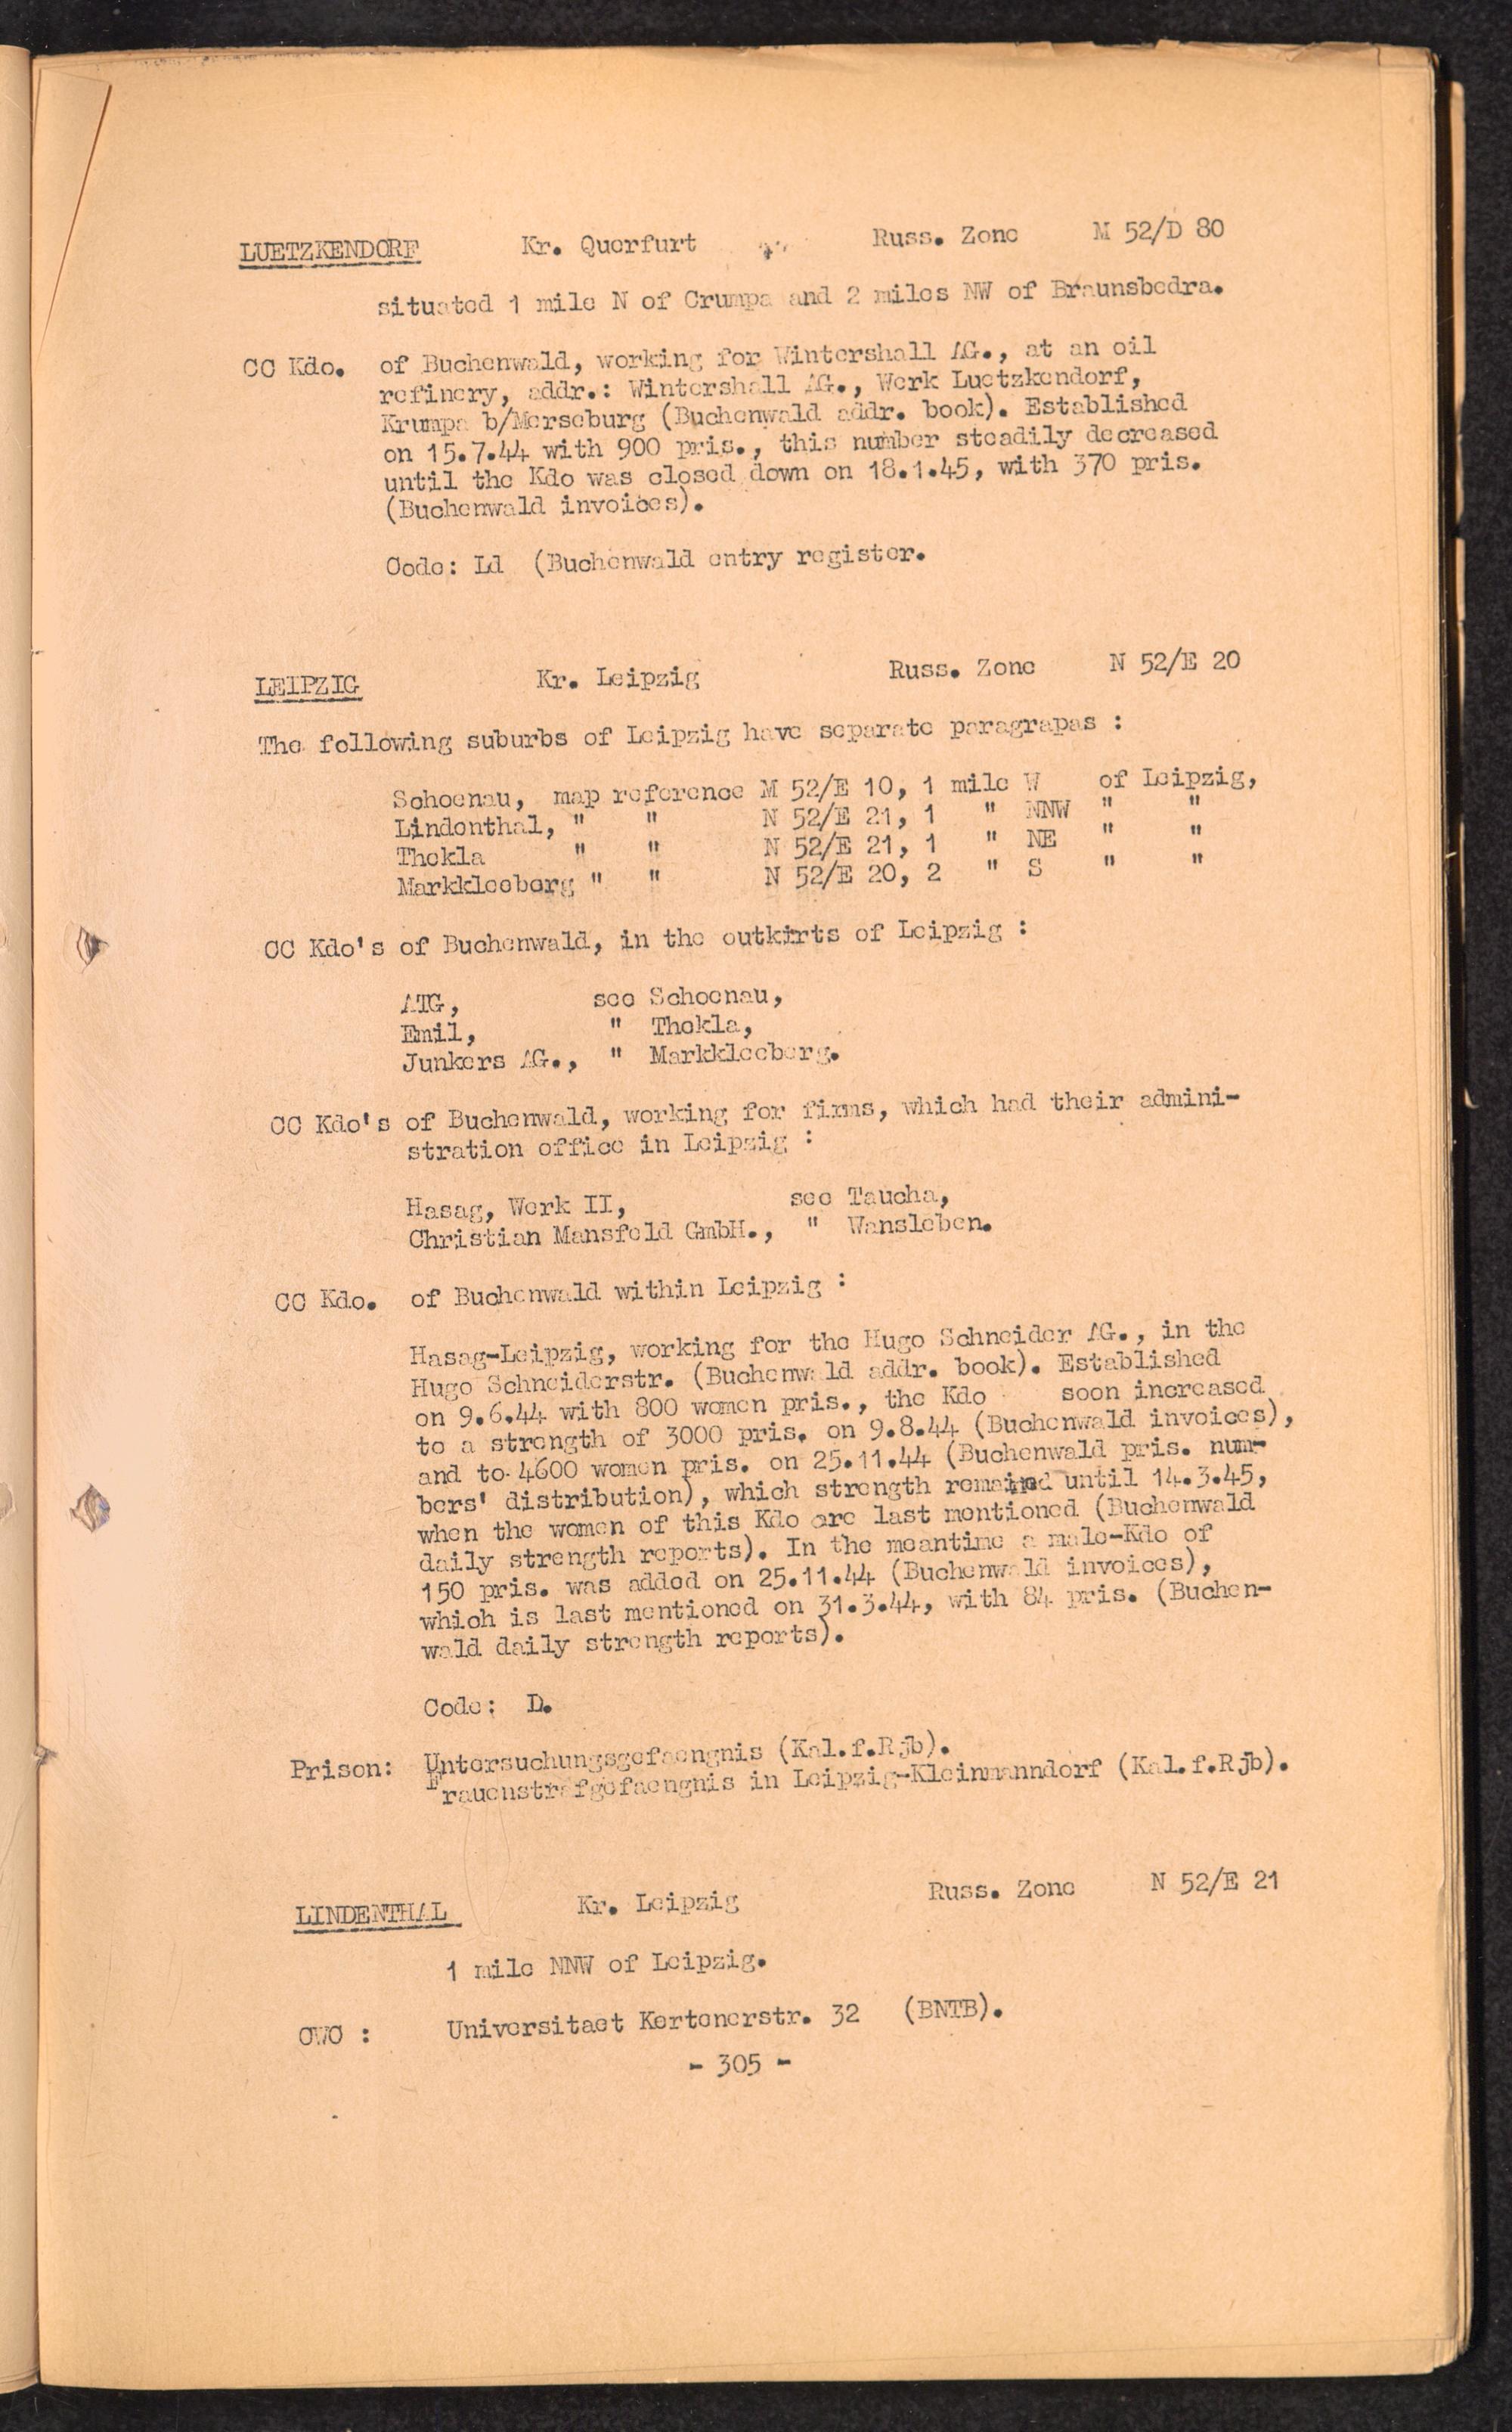 LUETZKENDORF Kr. Querfurt Russ. Zone M 52/D 80
situated 1 mile N of Crumpa and 2 miles NW of Braunsbedra.
CC Kdo. of Buchenwald, working for Wintershall AG., at an oil
refinery, addr.: Wintershall AG., Werk Luetzkendorf,
Krumpa b/Merseburg (Buchenwald addr. book). Established
on 15.7.44 with 900 pris., this number steadily decreased
until the Kdo was closed down on 18.1.45, with 370 pris.
(Buchenwald invoices).
Code: Ld (Buchenwald entry register.
LEIPZIG Kr. Leipzig Russ. Zone N 52/E 20
The following suburbs of Leipzig have separate paragrapas :
Schoenau, map reference M 52/E 10, 1 mile W of Leipzig,
Lindenthal, " " N 52/E 21, 1 " NNW " "
Thekla " " N 52/E 21, 1 " NE " "
Markkleeberg " " N 52/E 20, 2 " S " "
CC Kdo's of Buchenwald, in the outkirts of Leipzig :
ATG, see Schoenau,
Emil, " Thekla,
Junkers AG., " Markkleeberg.
CC Kdo's of Buchenwald, working for firms, which had their admini-
stration office in Leipzig :
Hasag, Werk II, see Taucha,
Christian Mansfeld GmbH., " Wansleben.
CC Kdo. of Buchenwald within Leipzig :
Hasag-Leipzig, working for the Hugo Schneider AG., in the
Hugo Schneiderstr. (Buchenwald addr. book). Established
on 9.6.44 with 800 women pris., the Kdo soon increased
to a strength of 3000 pris. on 9.8.44 (Buchenwald invoices),
and to 4600 women pris. on 25.11.44 (Buchenwald pris. num-
bers' distribution), which strength remained until 14.3.45,
when the women of this Kdo are last mentioned (Buchenwald
daily strength reports). In the meantime a male-Kdo of
150 pris. was added on 25.11.44 (Buchenwald invoices),
which is last mentioned on 31.3.44, with 84 pris. (Buchen-
wald daily strength reports).
Code: D.
Prison: Untersuchungsgefaengnis (Kal.f.Rjb).
Frauenstrafgefaengnis in Leipzig-Kleinmanndorf (Kal.f.Rjb).
LINDENTHAL Kr. Leipzig Russ. Zone N 52/E 21
1 mile NNW of Leipzig.
CWC : Universitaet Kertenerstr. 32 (BNTB).
- 305 -